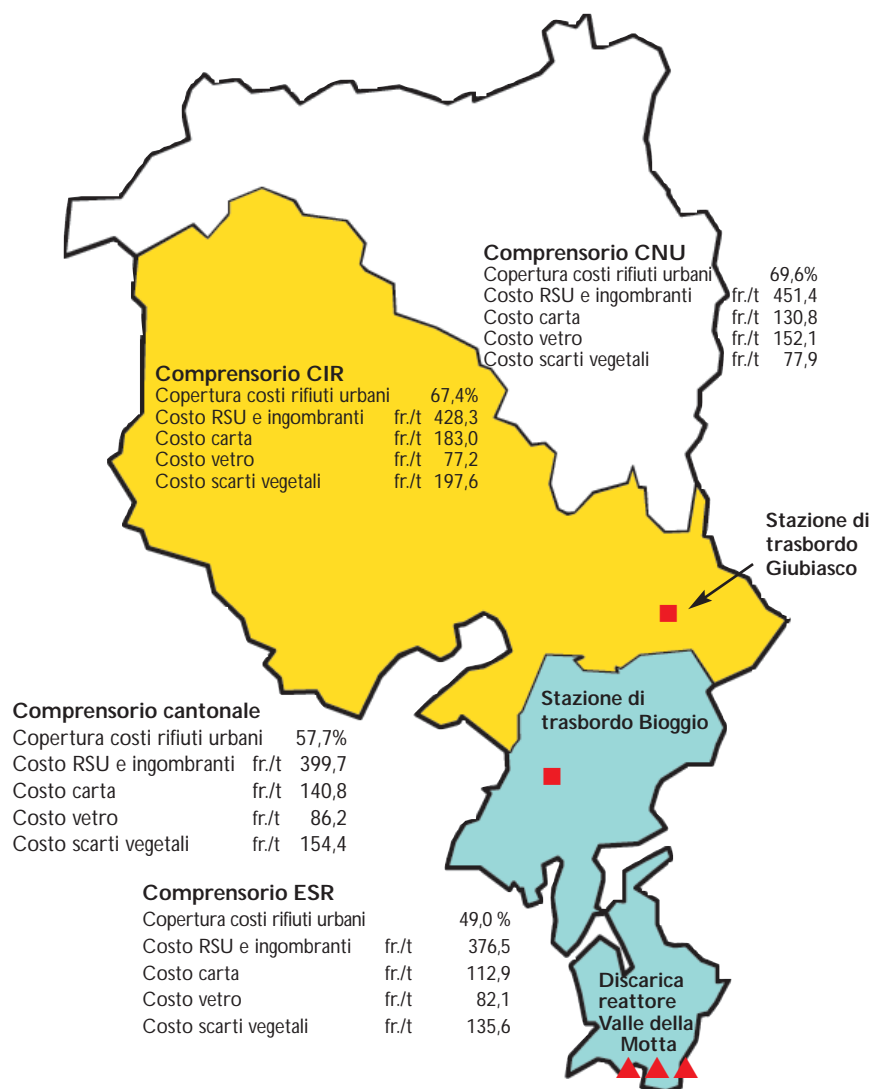 Comprensorio CNU
Copertura costi rifiuti urbani 69,6%
Costo RSU e ingombranti fr./t 451,4
Costo carta fr./t 130,8
Costo vetro fr./t 152,1
Costo scarti vegetali fr./t 77,9
Comprensorio CIR
Copertura costi rifiuti urbani 67,4%
Costo RSU e ingombranti fr./t 428,3
Costo carta fr./t 183,0
Costo vetro fr./t 77,2
Costo scarti vegetali fr./t 197,6
Stazione di
trasbordo
Giubiasco
Stazione di
trasbordo Bioggio
Comprensorio cantonale
Copertura costi rifiuti urbani 57,7%
Costo RSU e ingombranti fr./t 399,7
Costo carta fr./t 140,8
Costo vetro fr./t 86,2
Costo scarti vegetali fr./t 154,4
Comprensorio ESR
Copertura costi rifiuti urbani 49,0 %
Costo RSU e ingombranti fr./t 376,5
Costo carta fr./t 112,9
Costo vetro fr./t 82,1
Costo scarti vegetali fr./t 135,6
Discarica
reattore
Valle della
Motta